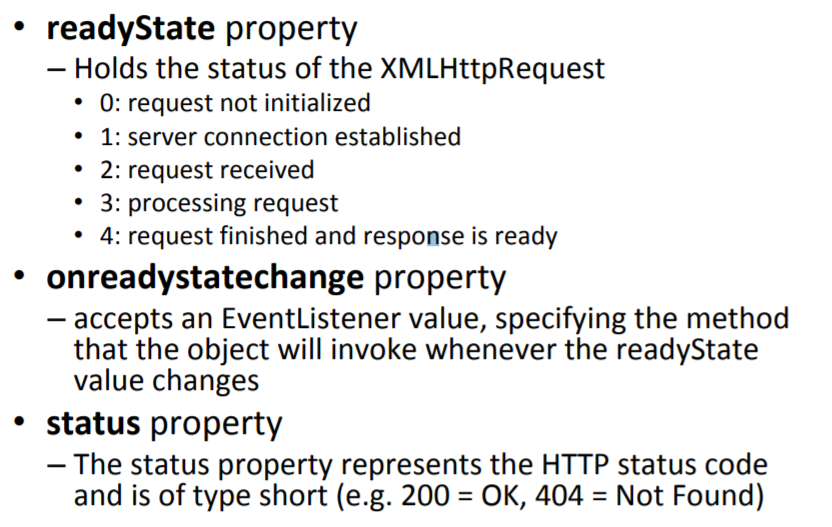 • readyState property
– Holds the status of the XMLHttpRequest
• 0: request not initialized
• 1: server connection established
• 2: request received
• 3: processing request
• 4: request finished and response is ready
• onreadystatechange property
– accepts an EventListener value, specifying the method
that the object will invoke whenever the readyState
value changes
• status property
– The status property represents the HTTP status code
and is of type short (e.g. 200 = OK, 404 = Not Found)